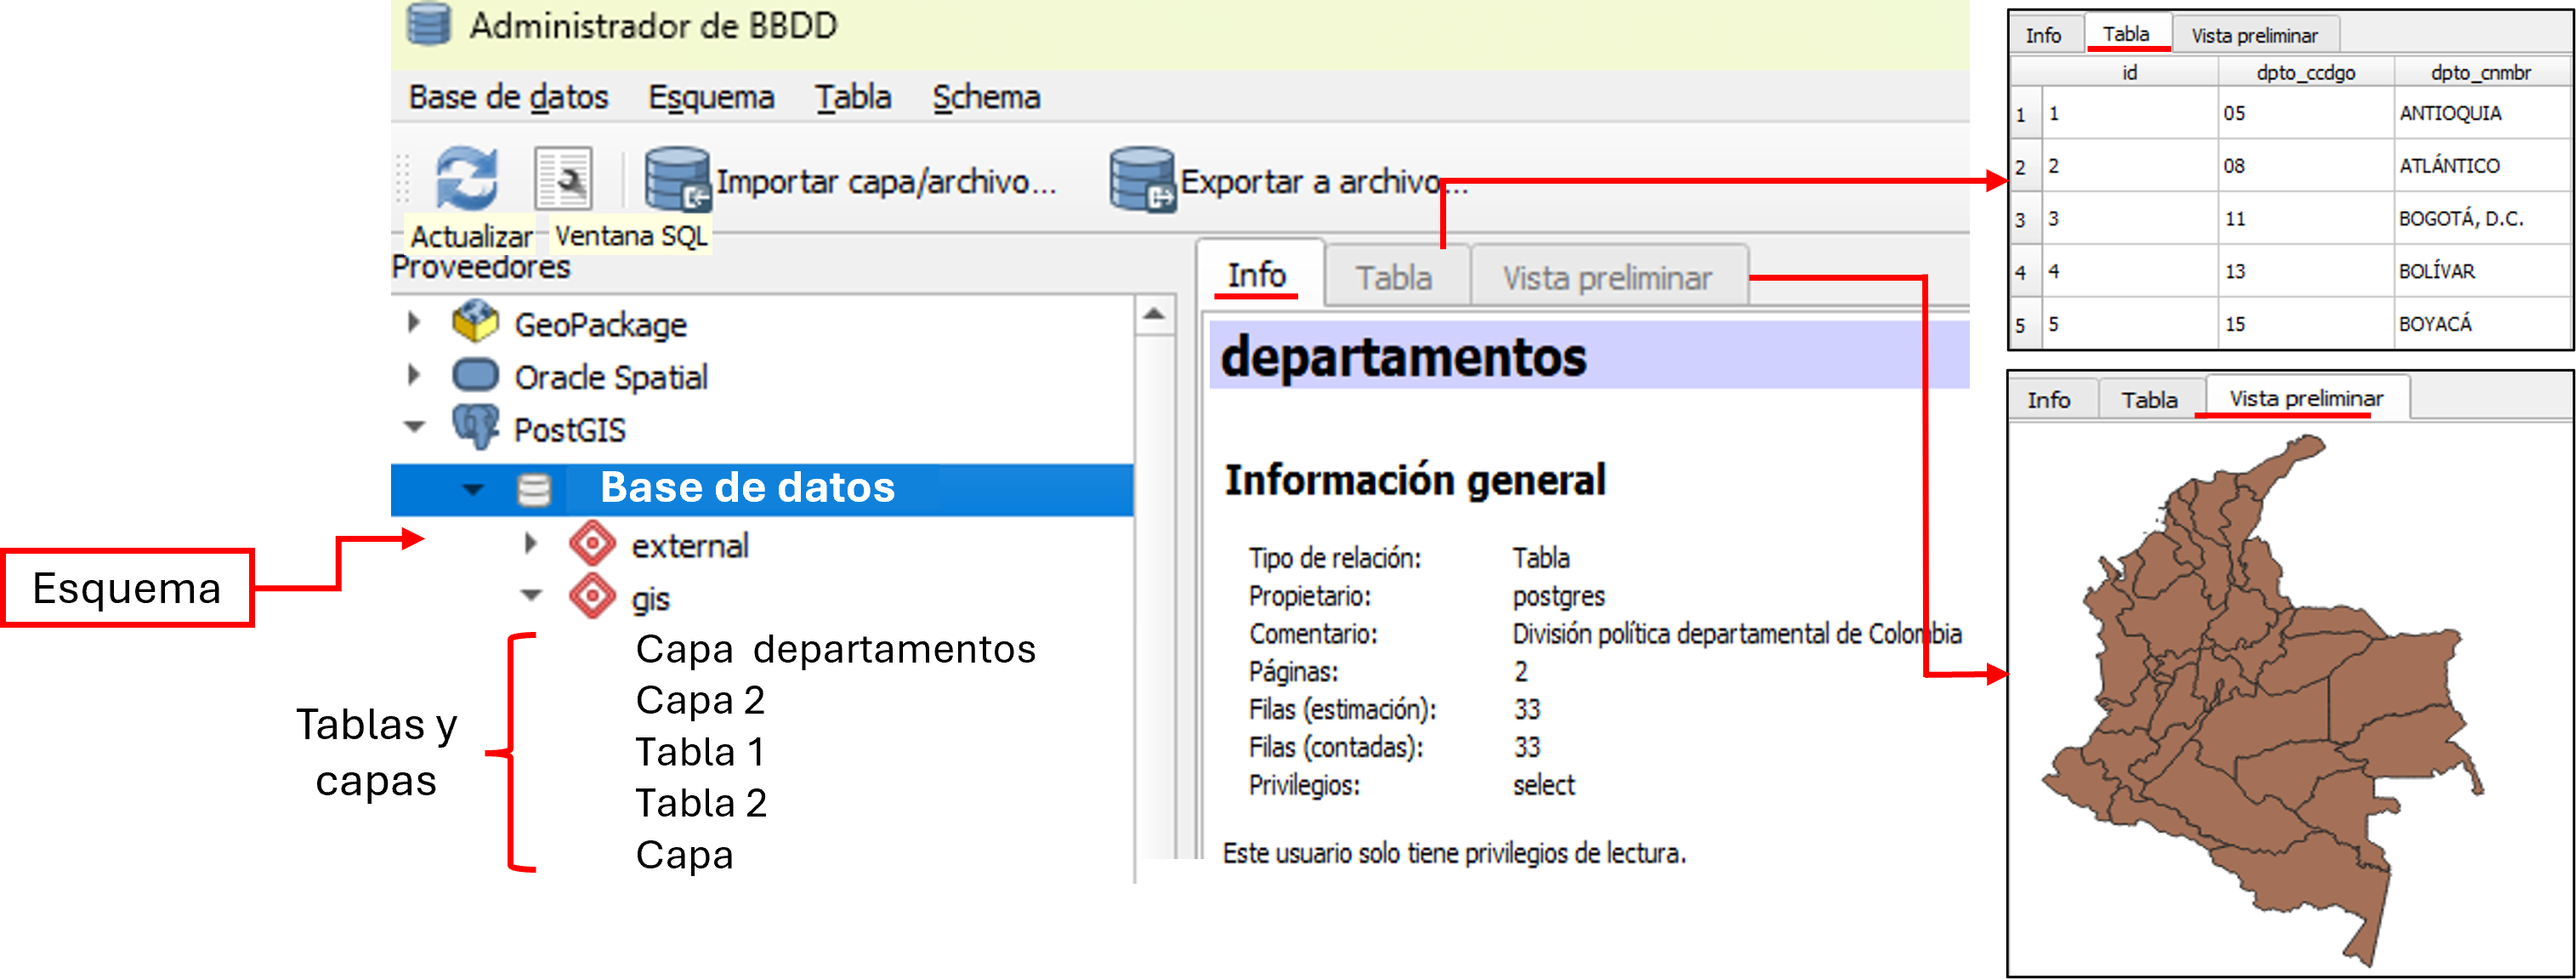 Administrador de BBDD
Base de datos Esquema Tabla Schema
Importar capa/archivo... Exportar a archivo...
Actualizar Ventana SQL
Proveedores
GeoPackage
Oracle Spatial
PostGIS
Base de datos
external
gis
Capa departamentos
Capa 2
Tabla 1
Tabla 2
Capa
Esquema
Tablas y
capas
Info Tabla Vista preliminar
departamentos
Información general
Tipo de relación: Tabla
Propietario: postgres
Comentario: División política departamental de Colombia
Páginas: 2
Filas (estimación): 33
Filas (contadas): 33
Privilegios: select
Este usuario solo tiene privilegios de lectura.
Info Tabla Vista preliminar
id dpto_ccdgo dpto_cnmbr
1 1 05 ANTIOQUIA
2 2 08 ATLÁNTICO
3 3 11 BOGOTÁ, D.C.
4 4 13 BOLÍVAR
5 5 15 BOYACÁ
Info Tabla Vista preliminar